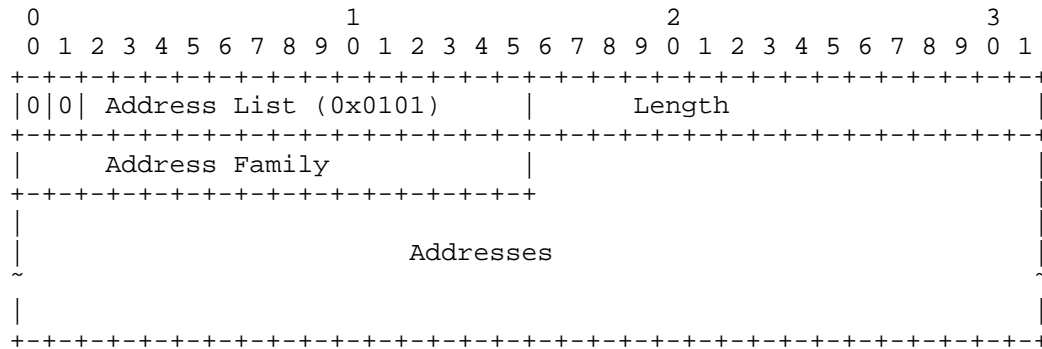 0                   1                   2                   3
 0 1 2 3 4 5 6 7 8 9 0 1 2 3 4 5 6 7 8 9 0 1 2 3 4 5 6 7 8 9 0 1
+-+-+-+-+-+-+-+-+-+-+-+-+-+-+-+-+-+-+-+-+-+-+-+-+-+-+-+-+-+-+-+-+
|0|0| Address List (0x0101)     |      Length                   |
+-+-+-+-+-+-+-+-+-+-+-+-+-+-+-+-+-+-+-+-+-+-+-+-+-+-+-+-+-+-+-+-+
|     Address Family            |                               |
+-+-+-+-+-+-+-+-+-+-+-+-+-+-+-+-+                               |
|                                                               |
|                        Addresses                              |
~                                                               ~
|                                                               |
+-+-+-+-+-+-+-+-+-+-+-+-+-+-+-+-+-+-+-+-+-+-+-+-+-+-+-+-+-+-+-+-+